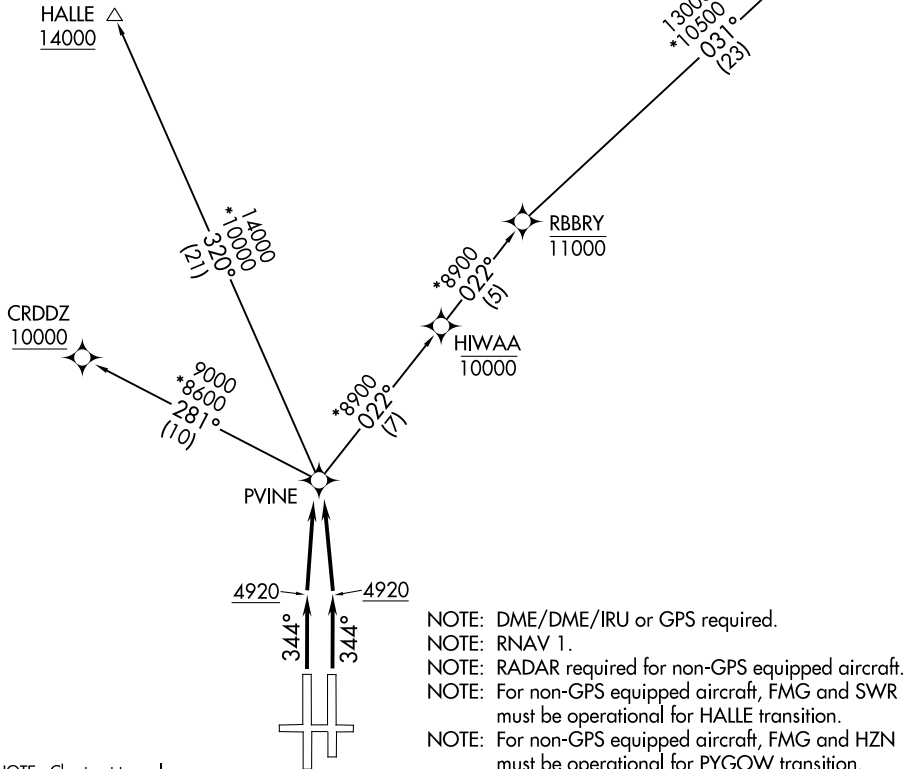 HALLE
14000
*10500
031°
(23)
14000
*10000
320°
(21)
RBBRY
11000
*8900
022°
(5)
CRDDZ
10000
HIWAA
10000
9000
*8600
281°
(10)
*8900
022°
(7)
PVINE
4920
4920
344°
344°
NOTE: DME/DME/IRU or GPS required.
NOTE: RNAV 1.
NOTE: RADAR required for non-GPS equipped aircraft.
NOTE: For non-GPS equipped aircraft, FMG and SWR
must be operational for HALLE transition.
NOTE: For non-GPS equipped aircraft, FMG and HZN
must be operational for PYGOW transition.